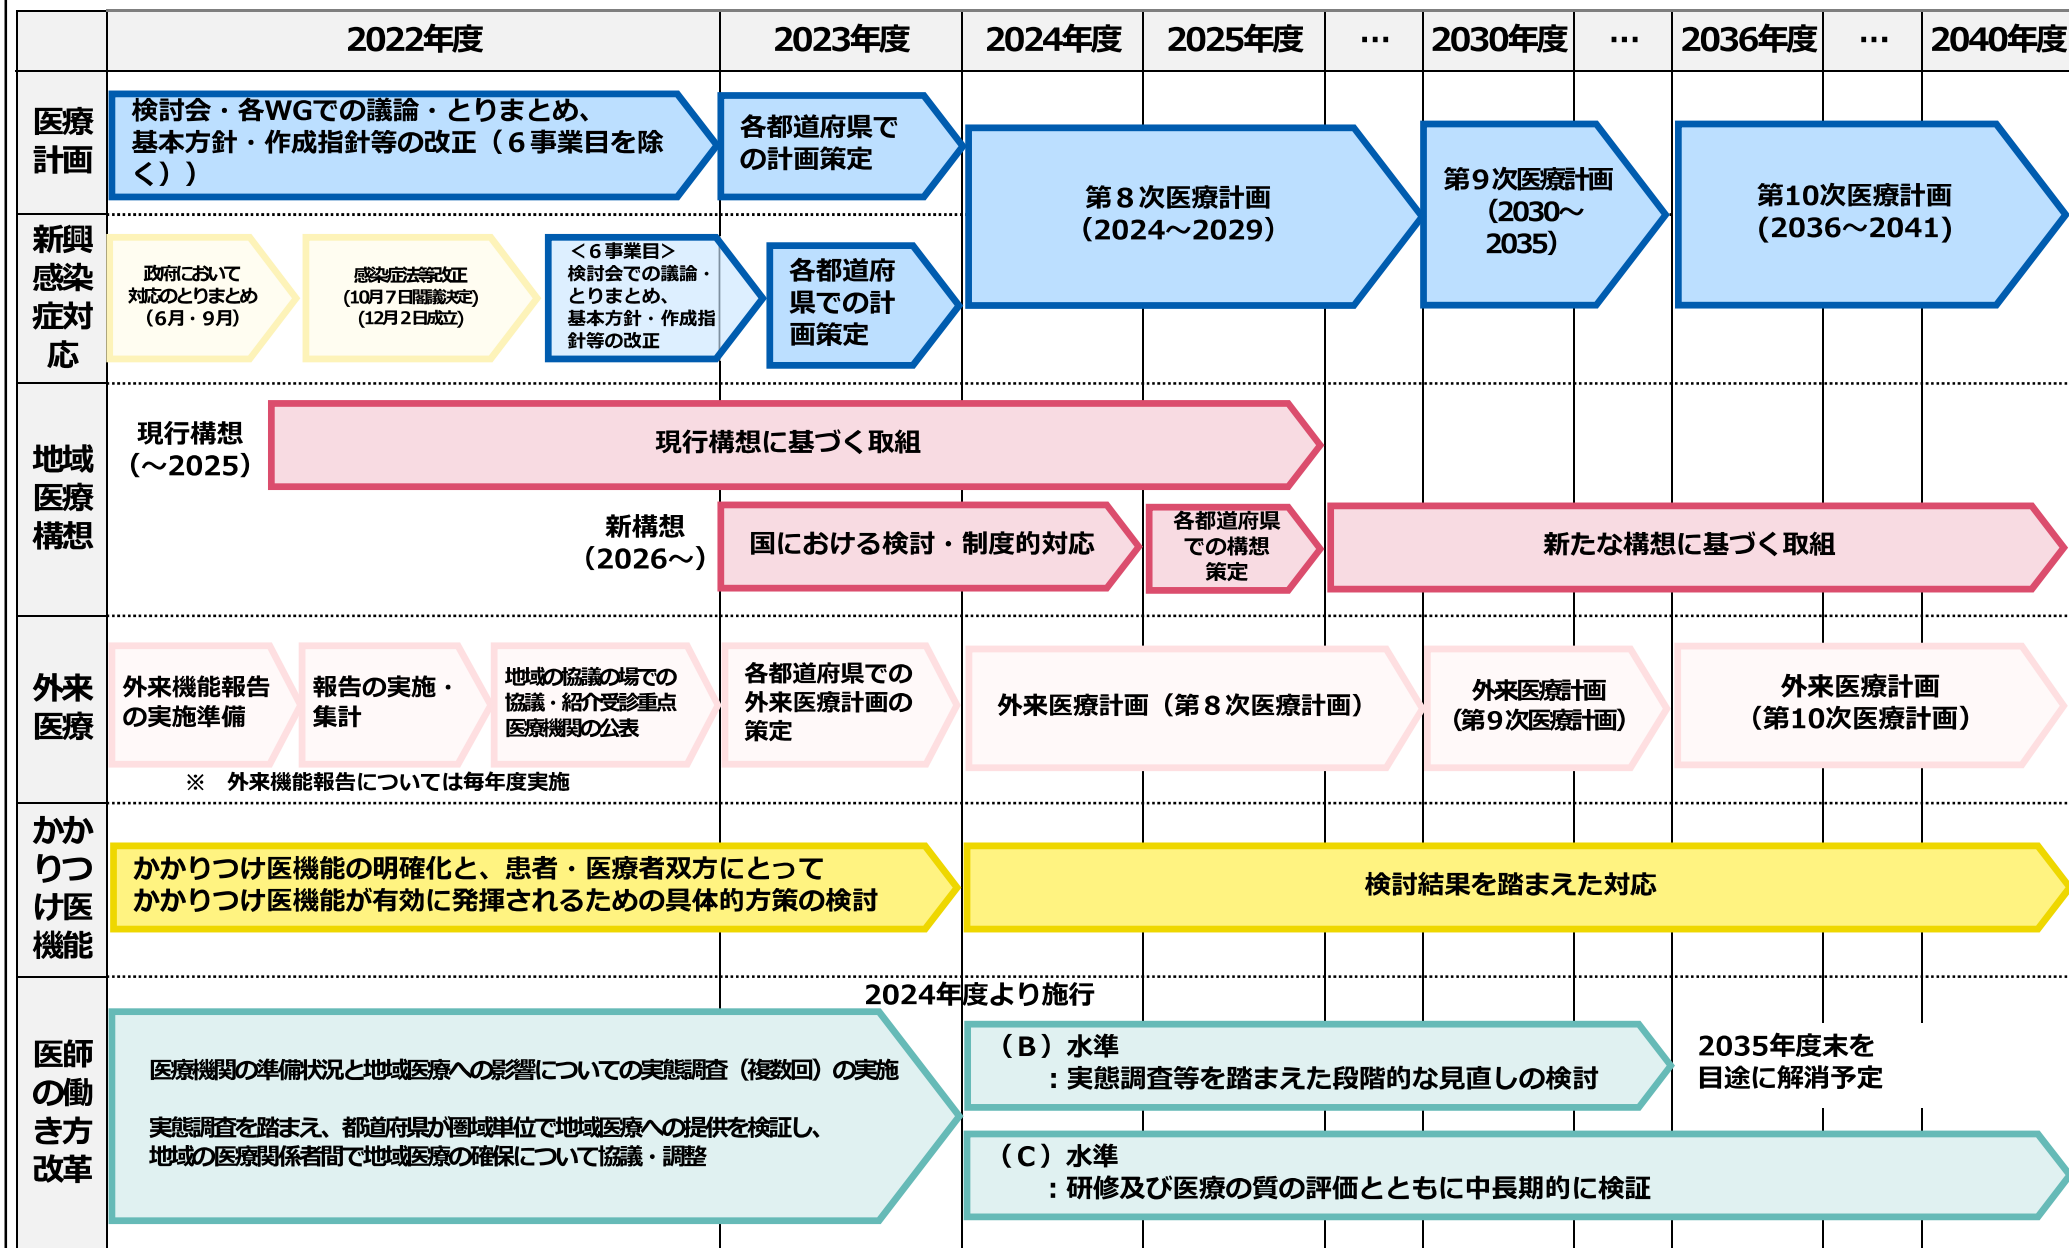 2022年度
2023年度
2024年度
2025年度
…
2030年度
…
2036年度
…
2040年度
医療
計画
検討会・各WGでの議論・とりまとめ、
基本方針・作成指針等の改正（６事業目を除
く））
各都道府県で
の計画策定
第８次医療計画
（2024～2029）
第９次医療計画
（2030～
2035）
第10次医療計画
(2036～2041)
新興
感染
症対
応
政府において
対応のとりまとめ
（6月・９月）
感染症法等改正
(10月７日閣議決定)
(12月２日成立)
＜６事業目＞
検討会での議論・
とりまとめ、
基本方針・作成指
針等の改正
各都道府
県での計
画策定
地域
医療
構想
現行構想
（～2025）
現行構想に基づく取組
新構想
（2026～）
国における検討・制度的対応
各都道府県
での構想
策定
新たな構想に基づく取組
外来
医療
外来機能報告
の実施準備
報告の実施・
集計
地域の協議の場での
協議・紹介受診重点
医療機関の公表
各都道府県での
外来医療計画の
策定
外来医療計画（第８次医療計画）
外来医療計画
（第９次医療計画）
外来医療計画
（第10次医療計画）
※　外来機能報告については毎年度実施
かか
りつ
け医
機能
かかりつけ医機能の明確化と、患者・医療者双方にとって
かかりつけ医機能が有効に発揮されるための具体的方策の検討
検討結果を踏まえた対応
医師
の働
き方
改革
2024年度より施行
医療機関の準備状況と地域医療への影響についての実態調査（複数回）の実施
実態調査を踏まえ、都道府県が圏域単位で地域医療への提供を検証し、
地域の医療関係者間で地域医療の確保について協議・調整
（Ｂ）水準
：実態調査等を踏まえた段階的な見直しの検討
2035年度末を
目途に解消予定
（Ｃ）水準
：研修及び医療の質の評価とともに中長期的に検証